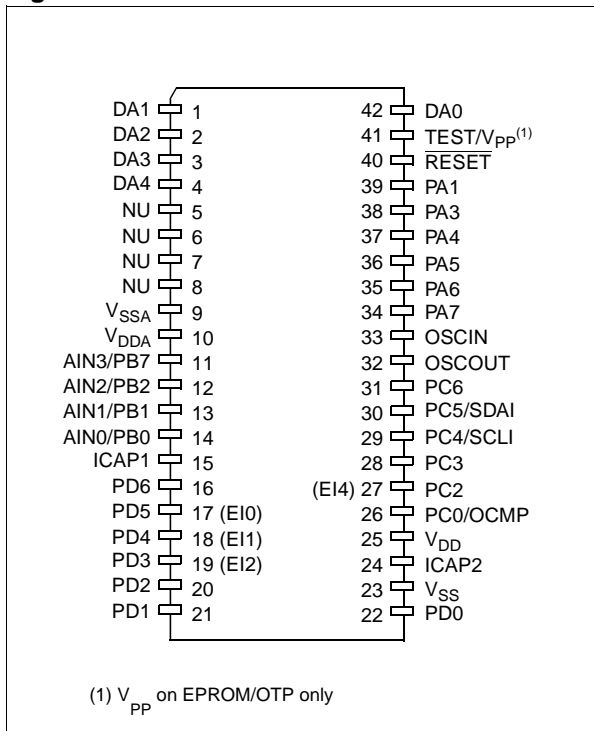 DA1 1 42 DA0
DA2 2 41 TEST/VPP(1)
DA3 3 40 RESET
DA4 4 39 PA1
NU 5 38 PA3
NU 6 37 PA4
NU 7 36 PA5
NU 8 35 PA6
VSSA 9 34 PA7
VDDA 10 33 OSCIN
AIN3/PB7 11 32 OSCOUT
AIN2/PB2 12 31 PC6
AIN1/PB1 13 30 PC5/SDAI
AIN0/PB0 14 29 PC4/SCLI
ICAP1 15 28 PC3
PD6 16 (EI4) 27 PC2
PD5 17 (EI0) 26 PC0/OCMP
PD4 18 (EI1) 25 VDD
PD3 19 (EI2) 24 ICAP2
PD2 20 23 VSS
PD1 21 22 PD0
(1) VPP on EPROM/OTP only